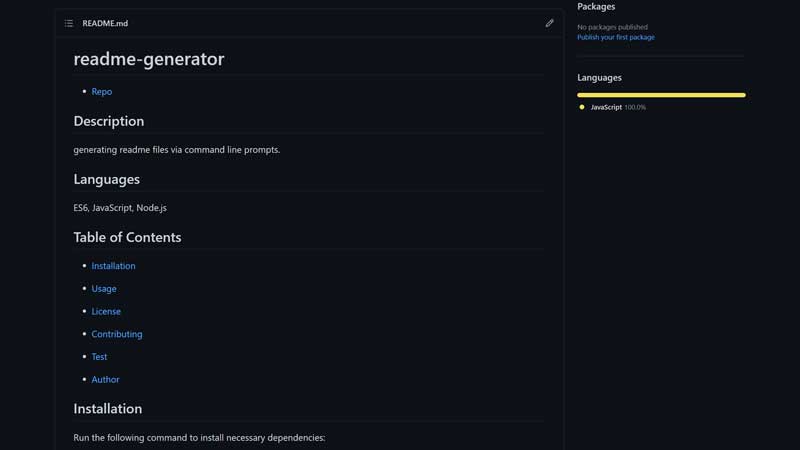 README.md
readme-generator
Repo
Description
generating readme files via command line prompts.
Languages
ES6, JavaScript, Node.js
Table of Contents
Installation
Usage
License
Contributing
Test
Author
Installation
Run the following command to install necessary dependencies:
Packages
No packages published
Publish your first package
Languages
JavaScript 100.0%